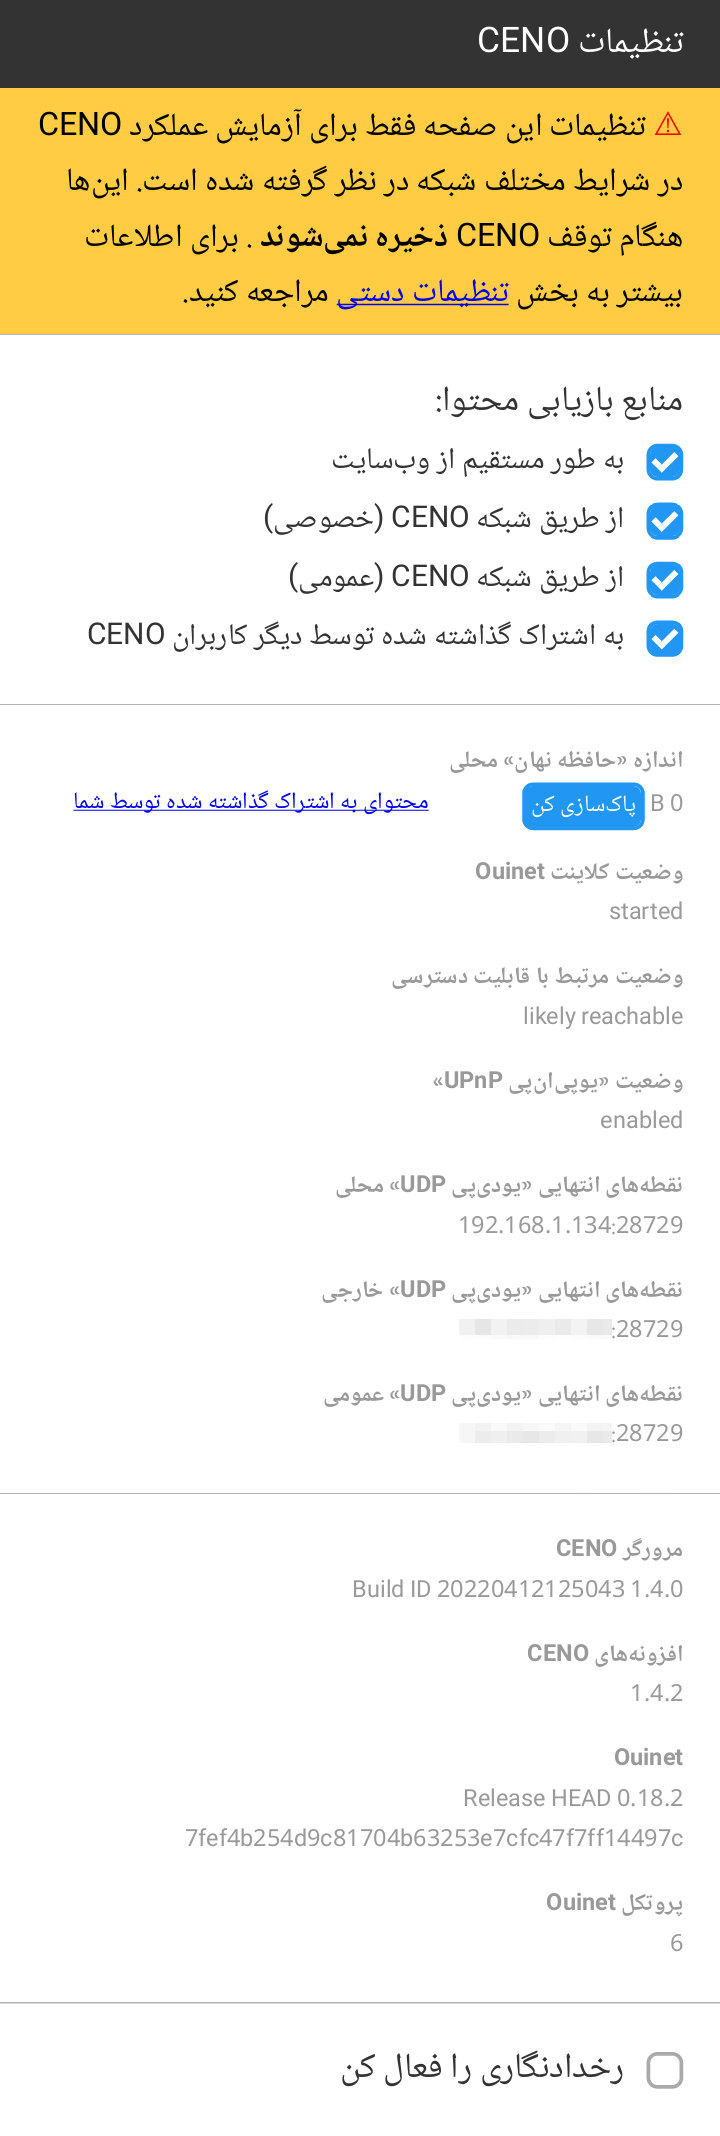 تنظیمات CENO
⚠ تنظیمات این صفحه فقط برای آزمایش عملکرد CENO
در شرایط مختلف شبکه در نظر گرفته شده است. این‌ها
هنگام توقف CENO ذخیره نمی‌شوند . برای اطلاعات
بیشتر به بخش تنظیمات دستی مراجعه کنید.
منابع بازیابی محتوا:
به طور مستقیم از وب‌سایت
از طریق شبکه CENO (خصوصی)
از طریق شبکه CENO (عمومی)
به اشتراک گذاشته شده توسط دیگر کاربران CENO
اندازه «حافظه نهان» محلی
0 B پاک‌سازی کن محتوای به اشتراک گذاشته شده توسط شما
وضعیت کلاینت Ouinet
started
وضعیت مرتبط با قابلیت دسترسی
likely reachable
وضعیت «یوپی‌ان‌پی UPnP»
enabled
نقطه‌های انتهایی «یودی‌پی UDP» محلی
192.168.1.134:28729
نقطه‌های انتهایی «یودی‌پی UDP» خارجی
:28729
نقطه‌های انتهایی «یودی‌پی UDP» عمومی
:28729
مرورگر CENO
1.4.0 Build ID 20220412125043
افزونه‌های CENO
1.4.2
Ouinet
0.18.2 Release HEAD
7fef4b254d9c81704b63253e7cfc47f7ff14497c
پروتکل Ouinet
6
رخدادنگاری را فعال کن